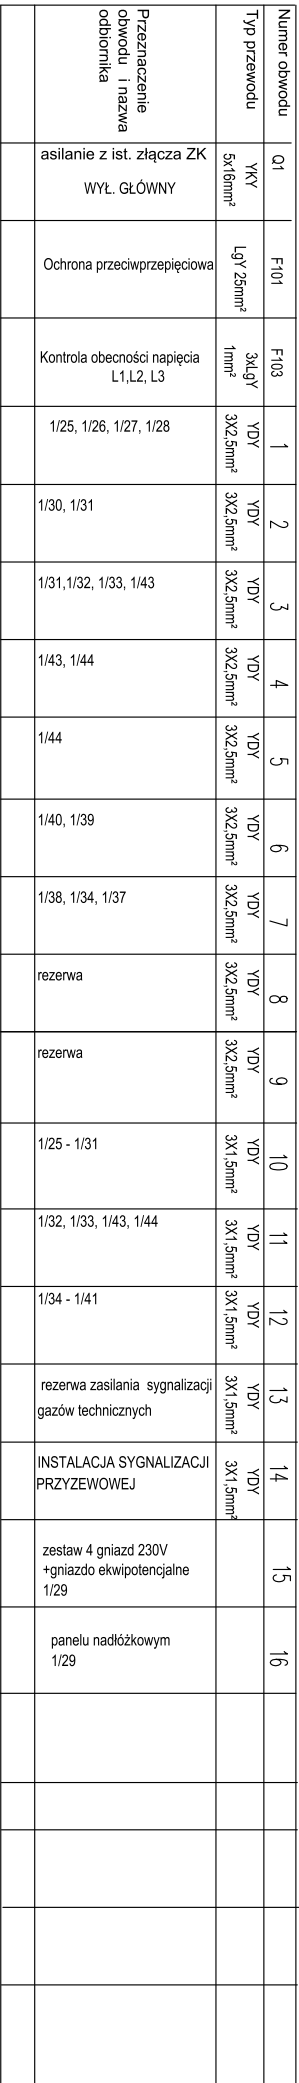 Numer obwodu
Typ przewodu
Przeznaczenie
obwodu i nazwa
odbiornika
Q1
YKY
5x16mm²
asilanie z ist. złącza ZK
WYŁ. GŁÓWNY
F101
LgY 25mm²
Ochrona przeciwprzepięciowa
F103
3xLgY
1mm²
Kontrola obecności napięcia
L1,L2, L3
1
YDY
3X2,5mm²
1/25, 1/26, 1/27, 1/28
2
YDY
3X2,5mm²
1/30, 1/31
3
YDY
3X2,5mm²
1/31,1/32, 1/33, 1/43
4
YDY
3X2,5mm²
1/43, 1/44
5
YDY
3X2,5mm²
1/44
6
YDY
3X2,5mm²
1/40, 1/39
7
YDY
3X2,5mm²
1/38, 1/34, 1/37
8
YDY
3X2,5mm²
rezerwa
9
YDY
3X2,5mm²
rezerwa
10
YDY
3X1,5mm²
1/25 - 1/31
11
YDY
3X1,5mm²
1/32, 1/33, 1/43, 1/44
12
YDY
3X1,5mm²
1/34 - 1/41
13
YDY
3X1,5mm²
rezerwa zasilania sygnalizacji
gazów technicznych
14
YDY
3X1,5mm²
INSTALACJA SYGNALIZACJI
PRZYZEWOWEJ
15
zestaw 4 gniazd 230V
+gniazdo ekwipotencjalne
1/29
16
panelu nadłóżkowym
1/29